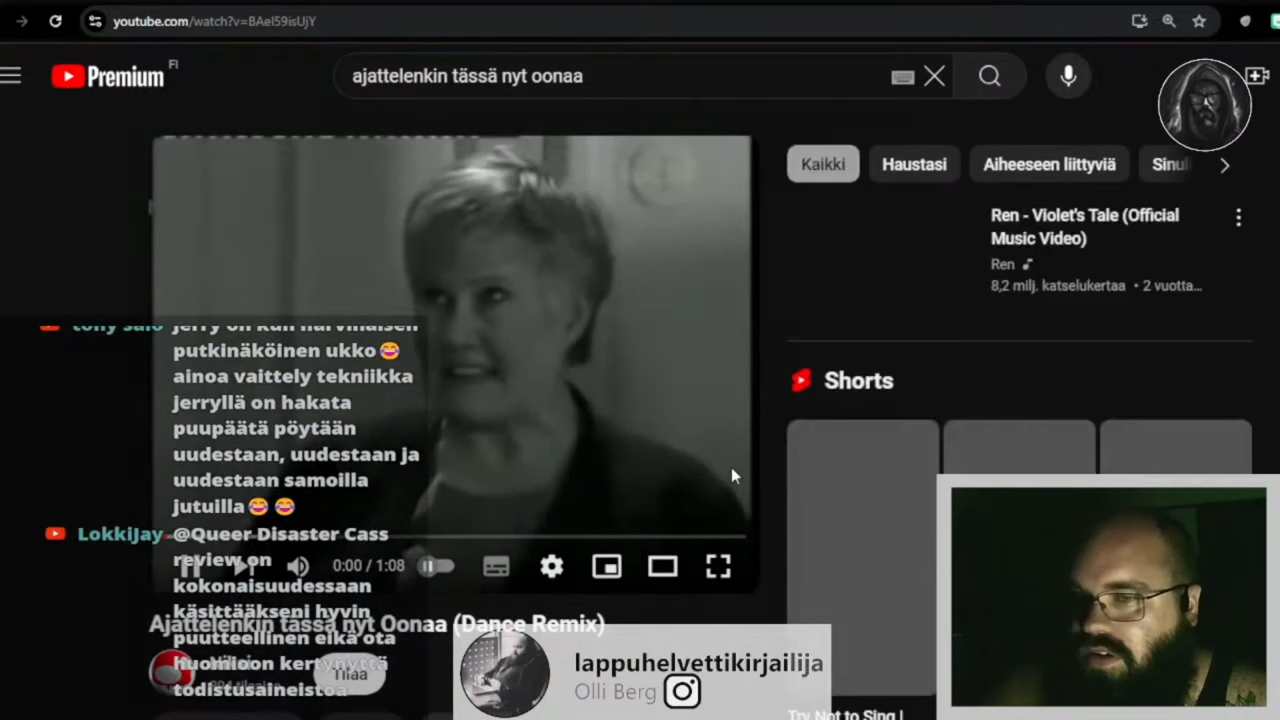 youtube.com/watch?v=BAeI59isUjY
Premium FI
ajattelenkin tässä nyt oonaa
Kaikki
Haustasi
Aiheeseen liittyviä
Ren - Violet's Tale (Official
Music Video)
Ren
8,2 milj. katselukertaa • 2 vuotta...
Shorts
tony salo jerry on kun harvinaisen
putkinäköinen ukko😂
ainoa vaittely tekniikka
jerryllä on hakata
puupäätä pöytään
uudestaan, uudestaan ja
uudestaan samoilla
jutuilla😂 😂
LokkiJay @Queer Disaster Cass
review on
kokonaisuudessaan
käsittääkseni hyvin
puutteellinen eikä ota
huomioon kertynyttä
todistusaineistoa
0:00 / 1:08
Ajattelenkin tässä nyt Oonaa (Dance Remix)
Tilaa
lappuhelvettikirjailija
Olli Berg
Try Not to Sing |